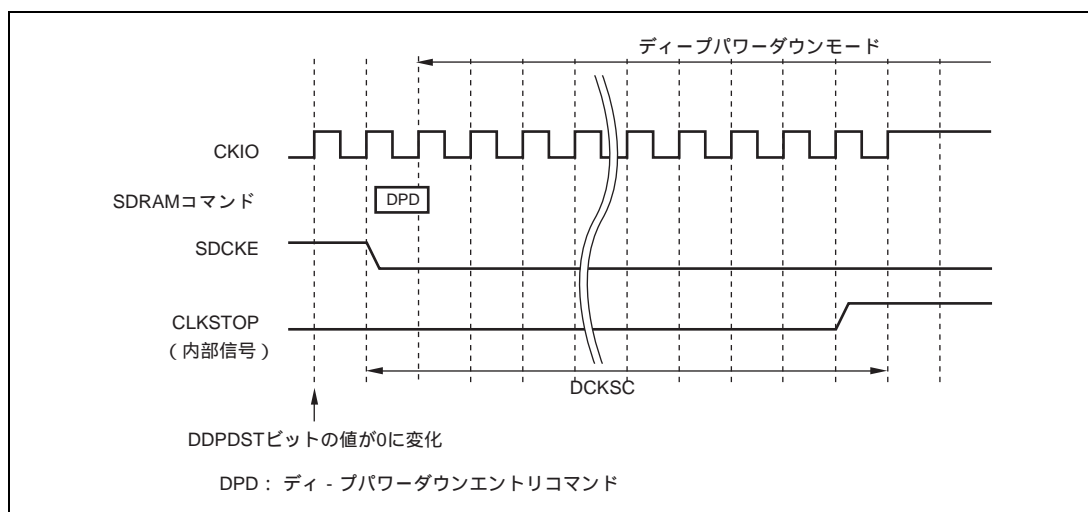 ディープパワーダウンモード
CKIO
SDRAMコマンド
DPD
SDCKE
CLKSTOP
(内部信号)
DCKSC
DDPDSTビットの値が0に変化
DPD： ディ - プパワーダウンエントリコマンド